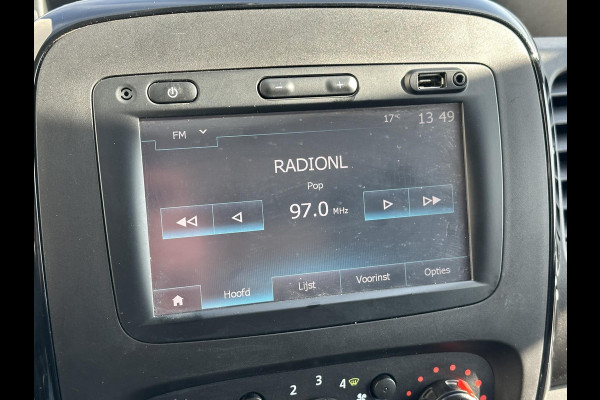 FM 17°C 13 49
RADIONL
Pop
97.0 MHz
Hoofd Lijst Voorinst Opties
2 3 4